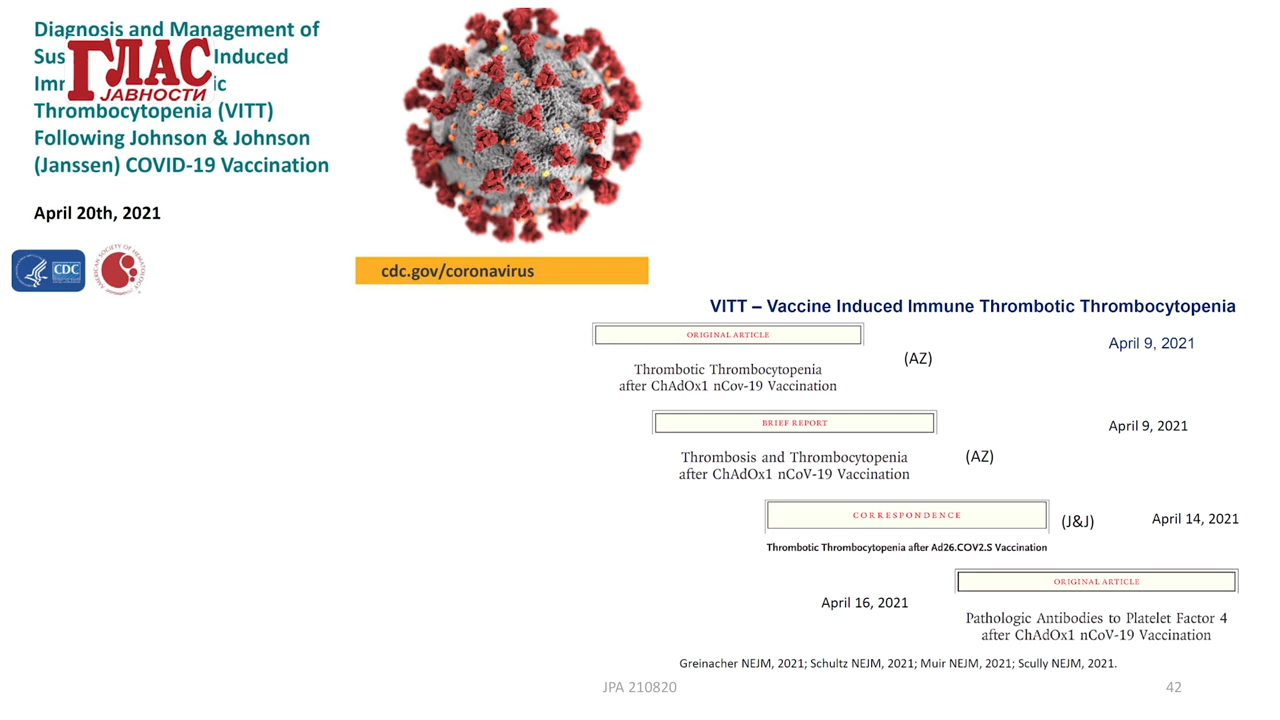 Diagnosis and Management of
Sus Induced
Imm ic
Thrombocytopenia (VITT)
Following Johnson & Johnson
(Janssen) COVID-19 Vaccination
ГЛАС
ЈАВНОСТИ
April 20th, 2021
CDC
AMERICAN SOCIETY OF HEMATOLOGY
cdc.gov/coronavirus
VITT – Vaccine Induced Immune Thrombotic Thrombocytopenia
ORIGINAL ARTICLE
April 9, 2021
(AZ)
Thrombotic Thrombocytopenia
after ChAdOx1 nCov-19 Vaccination
BRIEF REPORT
April 9, 2021
Thrombosis and Thrombocytopenia
(AZ)
after ChAdOx1 nCoV-19 Vaccination
CORRESPONDENCE
(J&J)
April 14, 2021
Thrombotic Thrombocytopenia after Ad26.COV2.S Vaccination
ORIGINAL ARTICLE
April 16, 2021
Pathologic Antibodies to Platelet Factor 4
after ChAdOx1 nCoV-19 Vaccination
Greinacher NEJM, 2021; Schultz NEJM, 2021; Muir NEJM, 2021; Scully NEJM, 2021.
JPA 210820
42